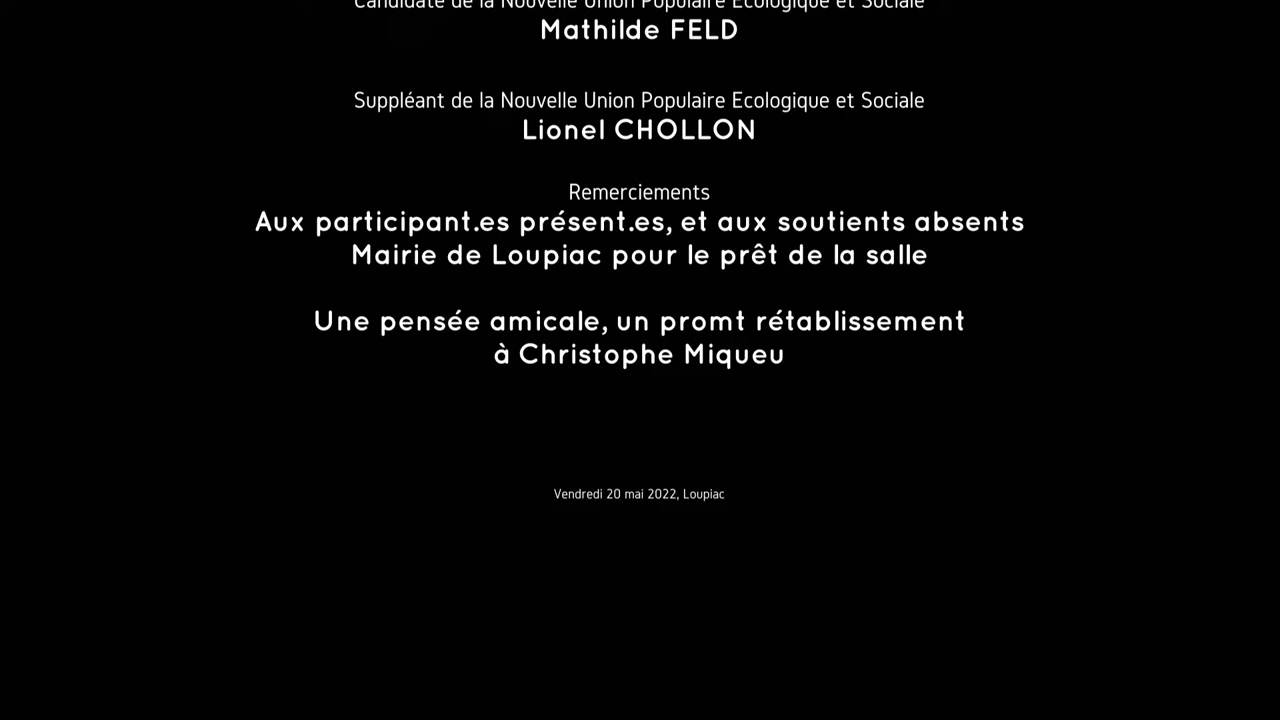 Candidate de la Nouvelle Union Populaire Ecologique et Sociale
Mathilde FELD
Suppléant de la Nouvelle Union Populaire Ecologique et Sociale
Lionel CHOLLON
Remerciements
Aux participant.es présent.es, et aux soutients absents
Mairie de Loupiac pour le prêt de la salle
Une pensée amicale, un promt rétablissement
à Christophe Miqueu
Vendredi 20 mai 2022, Loupiac